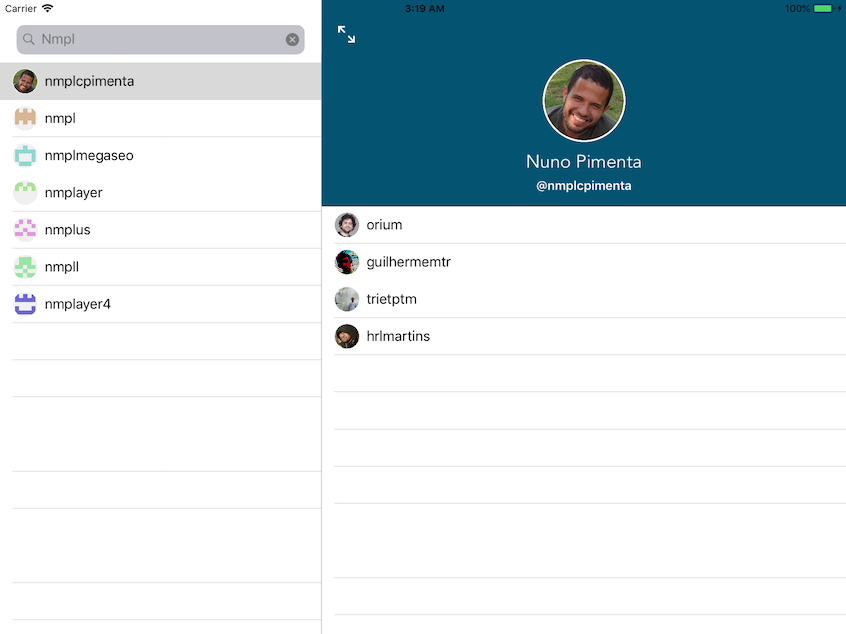 Carrier
3:19 AM
100%
Nmpl
nmplcpimenta
nmpl
nmplmegaseo
nmplayer
nmplus
nmpll
nmplayer4
Nuno Pimenta
@nmplcpimenta
orium
guilhermemtr
trietptm
hrlmartins